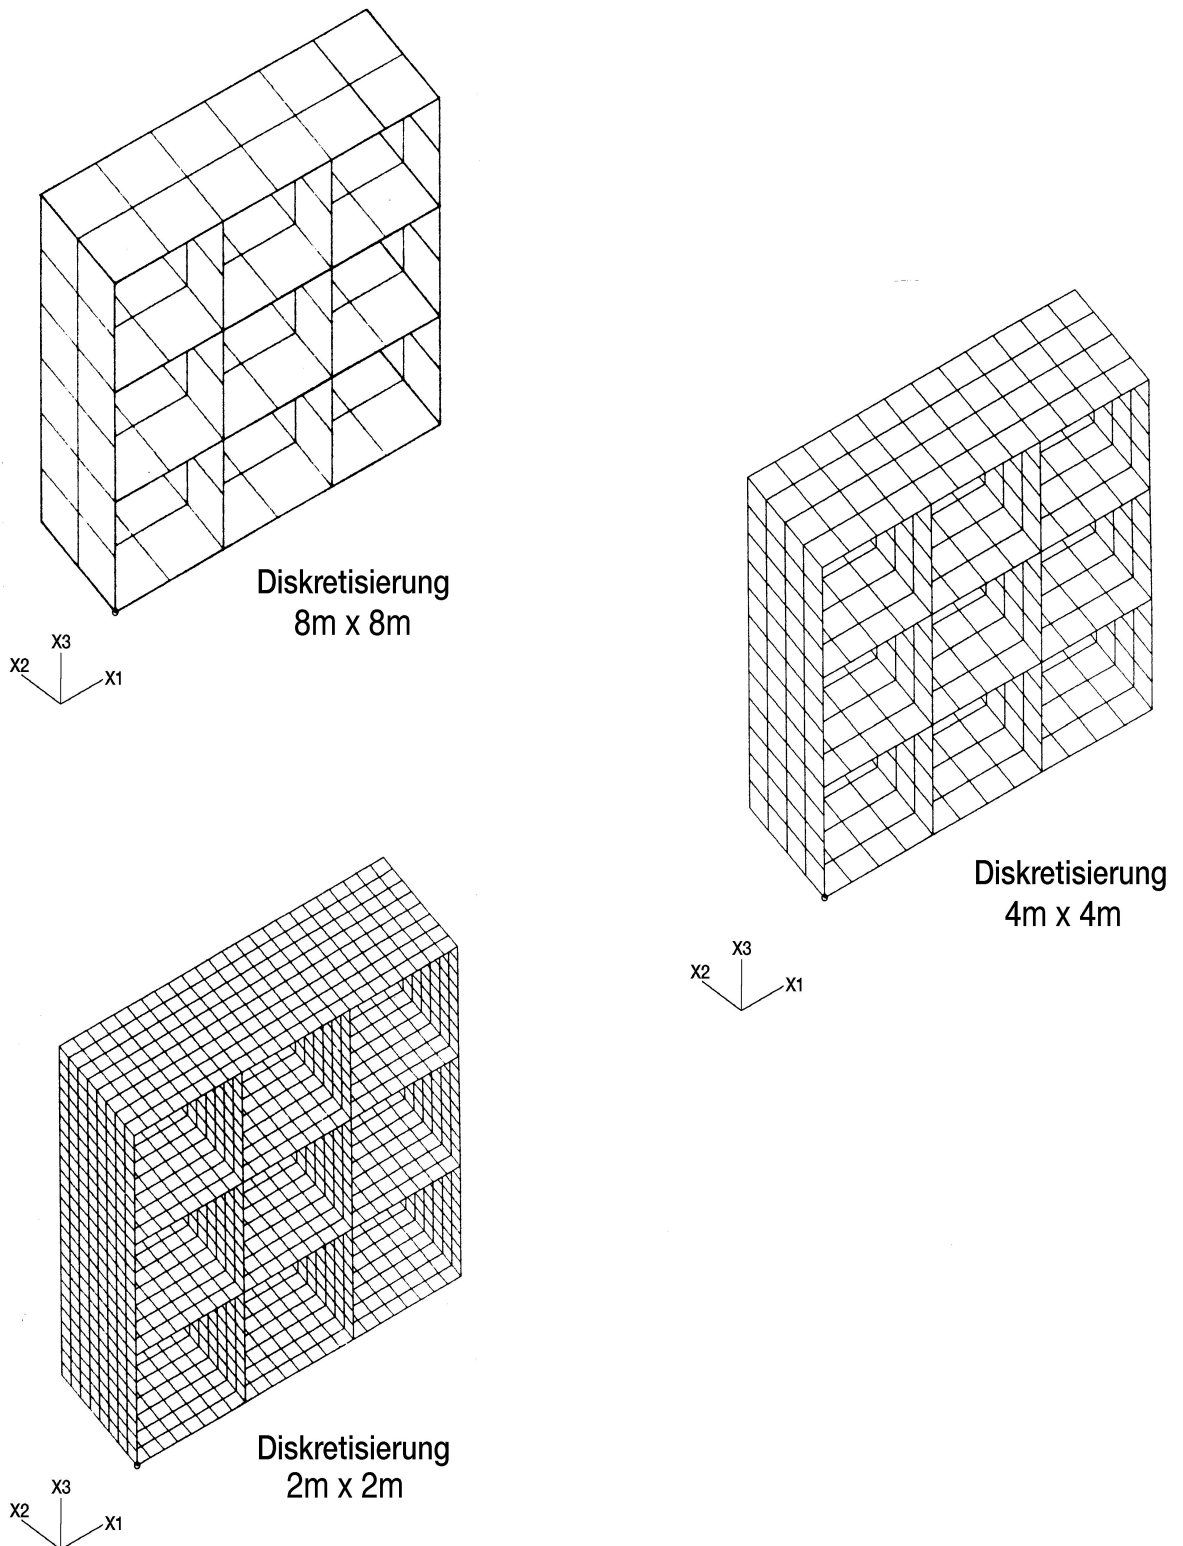 Diskretisierung
8m x 8m
X3
X2
X1
Diskretisierung
4m x 4m
X3
X2
X1
Diskretisierung
2m x 2m
X3
X2
X1